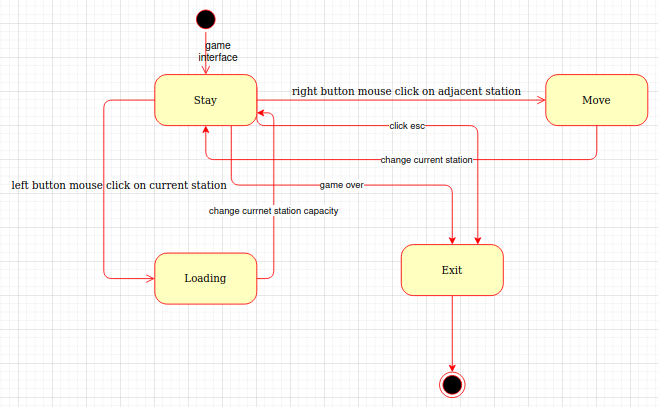 game
interface
Stay
right button mouse click on adjacent station
Move
click esc
change current station
left button mouse click on current station
game over
change currnet station capacity
Loading
Exit